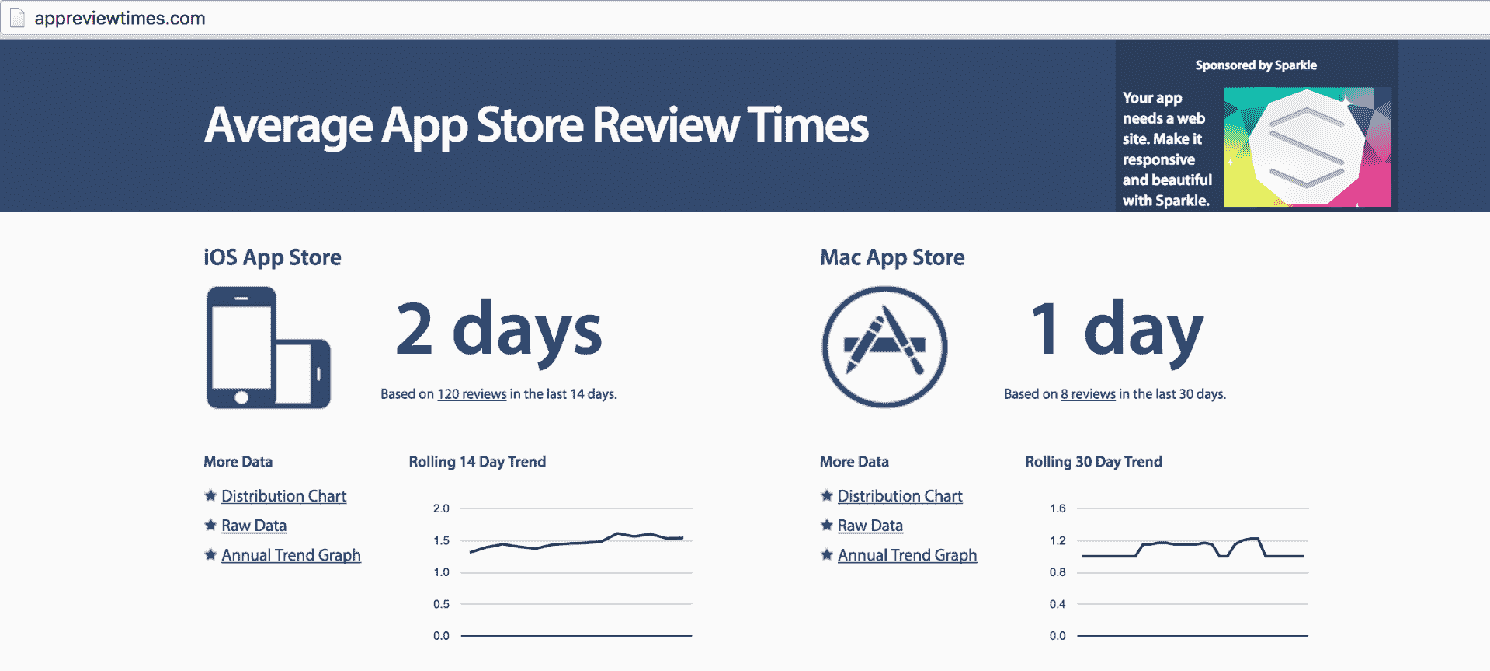 appreviewtimes.com
Average App Store Review Times
Sponsored by Sparkle
Your app
needs a web
site. Make it
responsive
and beautiful
with Sparkle.
iOS App Store
2 days
Based on 120 reviews in the last 14 days.
More Data
★ Distribution Chart
★ Raw Data
★ Annual Trend Graph
Rolling 14 Day Trend
2.0
1.5
1.0
0.5
0.0
Mac App Store
1 day
Based on 8 reviews in the last 30 days.
More Data
★ Distribution Chart
★ Raw Data
★ Annual Trend Graph
Rolling 30 Day Trend
1.6
1.2
0.8
0.4
0.0